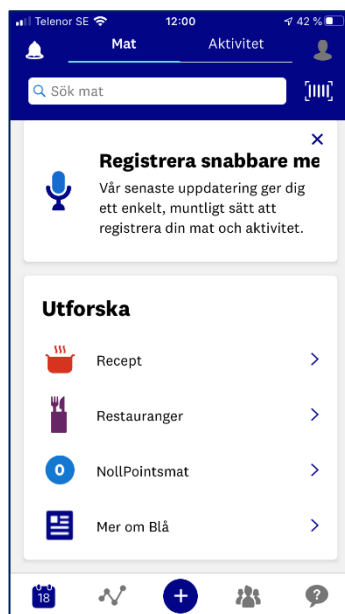 Telenor SE 12:00 42 %
Mat Aktivitet
Sök mat
Registrera snabbare me
Vår senaste uppdatering ger dig
ett enkelt, muntligt sätt att
registrera din mat och aktivitet.
Utforska
Recept
Restauranger
0 NollPointsmat
Mer om Blå
18
?